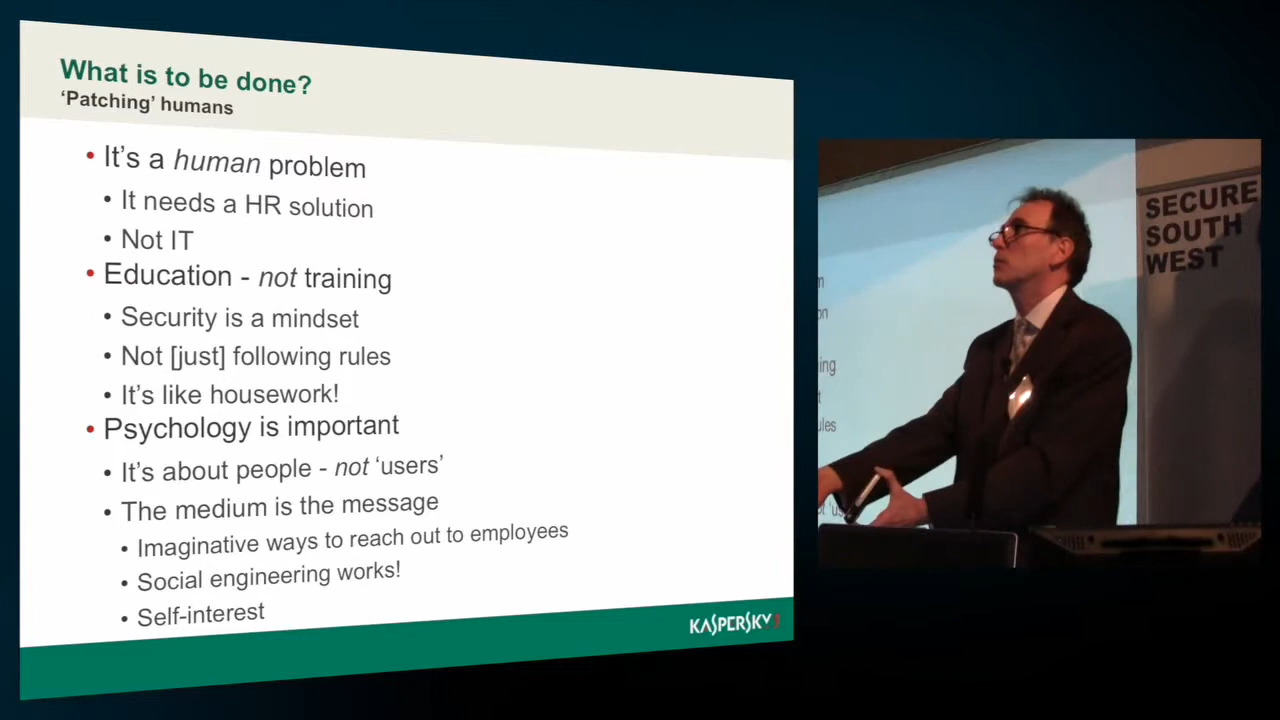 What is to be done?
‘Patching’ humans
• It’s a human problem
• It needs a HR solution
• Not IT
• Education - not training
• Security is a mindset
• Not [just] following rules
• It’s like housework!
• Psychology is important
• It’s about people - not ‘users’
• The medium is the message
• Imaginative ways to reach out to employees
• Social engineering works!
• Self-interest
KASPERSKY
SECURE
SOUTH
WEST